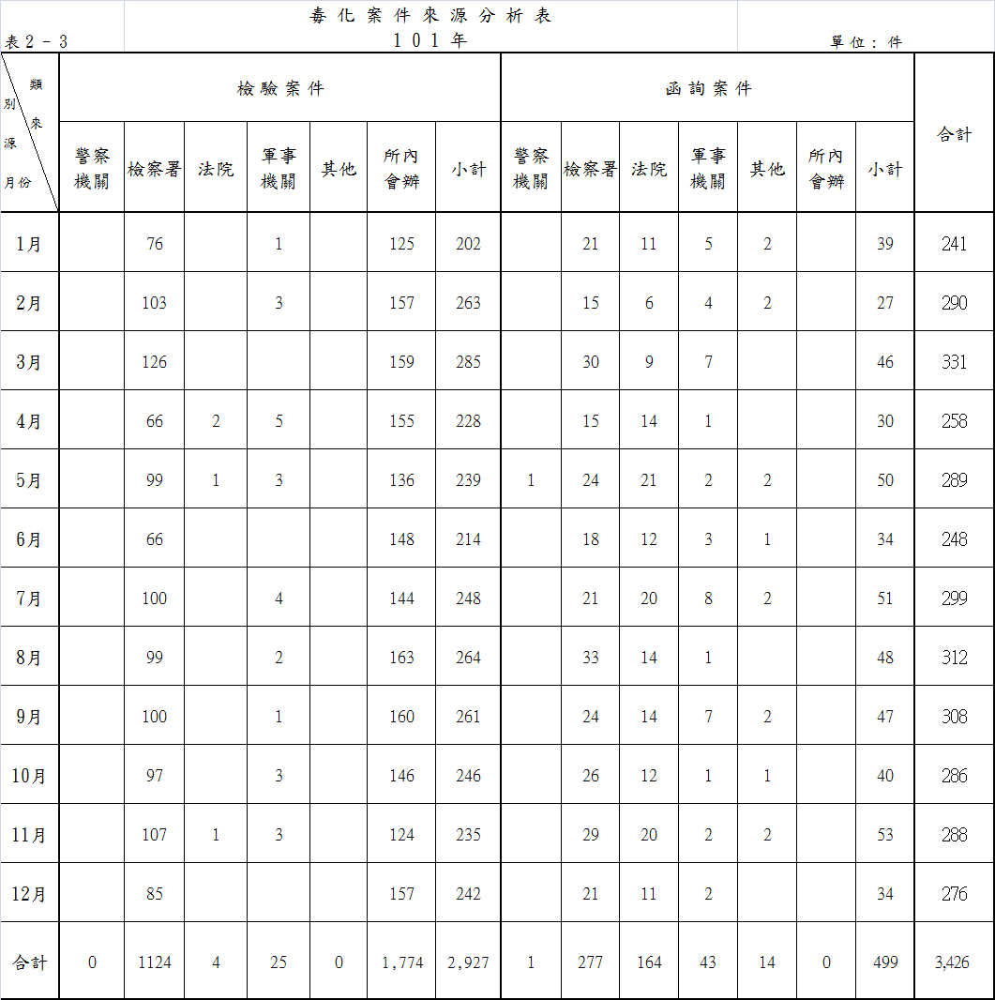 毒化案件來源分析表
表2-3 101年 單位：件
類別 來源 月份 檢驗案件 函詢案件 合計
警察機關 檢察署 法院 軍事機關 其他 所內會辦 小計 警察機關 檢察署 法院 軍事機關 其他 所內會辦 小計
1月 76 1 125 202 21 11 5 2 39 241
2月 103 3 157 263 15 6 4 2 27 290
3月 126 159 285 30 9 7 46 331
4月 66 2 5 155 228 15 14 1 30 258
5月 99 1 3 136 239 1 24 21 2 2 50 289
6月 66 148 214 18 12 3 1 34 248
7月 100 4 144 248 21 20 8 2 51 299
8月 99 2 163 264 33 14 1 48 312
9月 100 1 160 261 24 14 7 2 47 308
10月 97 3 146 246 26 12 1 1 40 286
11月 107 1 3 124 235 29 20 2 2 53 288
12月 85 157 242 21 11 2 34 276
合計 0 1124 4 25 0 1,774 2,927 1 277 164 43 14 0 499 3,426